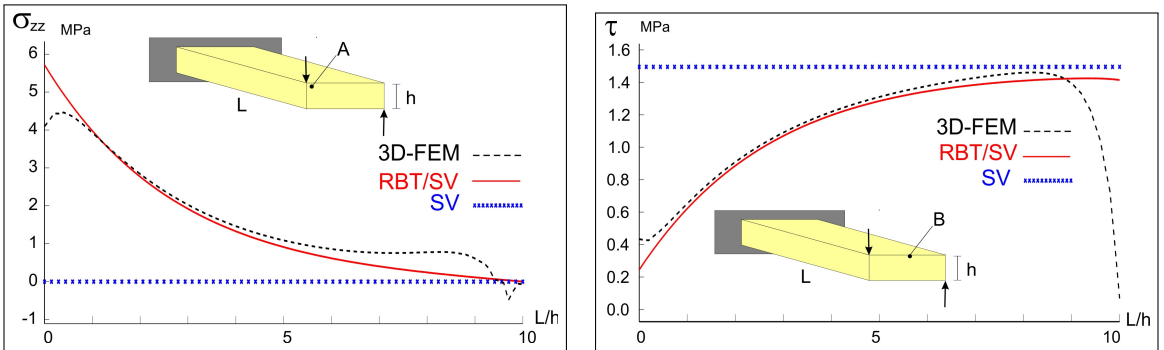 σzz MPa
6
5
4
3
2
1
0
-1
0 5 10
L/h
A
L
h
3D-FEM
RBT/SV
SV
τ MPa
1.6
1.4
1.2
1.0
0.8
0.6
0.4
0.2
0.0
0 5 10
L/h
3D-FEM
RBT/SV
SV
B
L
h